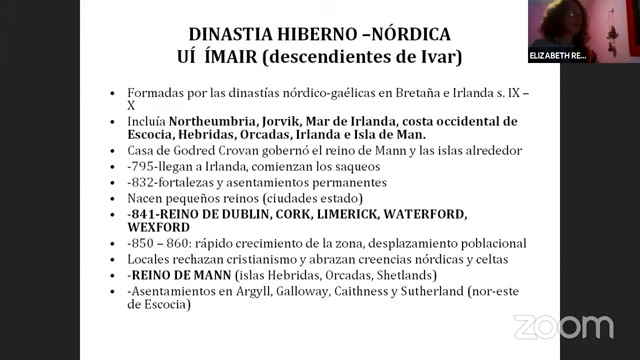 DINASTIA HIBERNO –NÓRDICA
UÍ ÍMAIR (descendientes de Ivar)
ELIZABETH RE...
• Formadas por las dinastías nórdico-gaélicas en Bretaña e Irlanda s. IX –
X
• Incluía Northeumbria, Jorvik, Mar de Irlanda, costa occidental de
Escocia, Hebridas, Orcadas, Irlanda e Isla de Man.
• Casa de Godred Crovan gobernó el reino de Mann y las islas alrededor
• -795-llegan a Irlanda, comienzan los saqueos
• -832-fortalezas y asentamientos permanentes
• Nacen pequeños reinos (ciudades estado)
• -841-REINO DE DUBLIN, CORK, LIMERICK, WATERFORD,
WEXFORD
• -850 – 860: rápido crecimiento de la zona, desplazamiento poblacional
• Locales rechazan cristianismo y abrazan creencias nórdicas y celtas
• -REINO DE MANN (islas Hebridas, Orcadas, Shetlands)
• -Asentamientos en Argyll, Galloway, Caithness y Sutherland (nor-este
de Escocia)
zoom